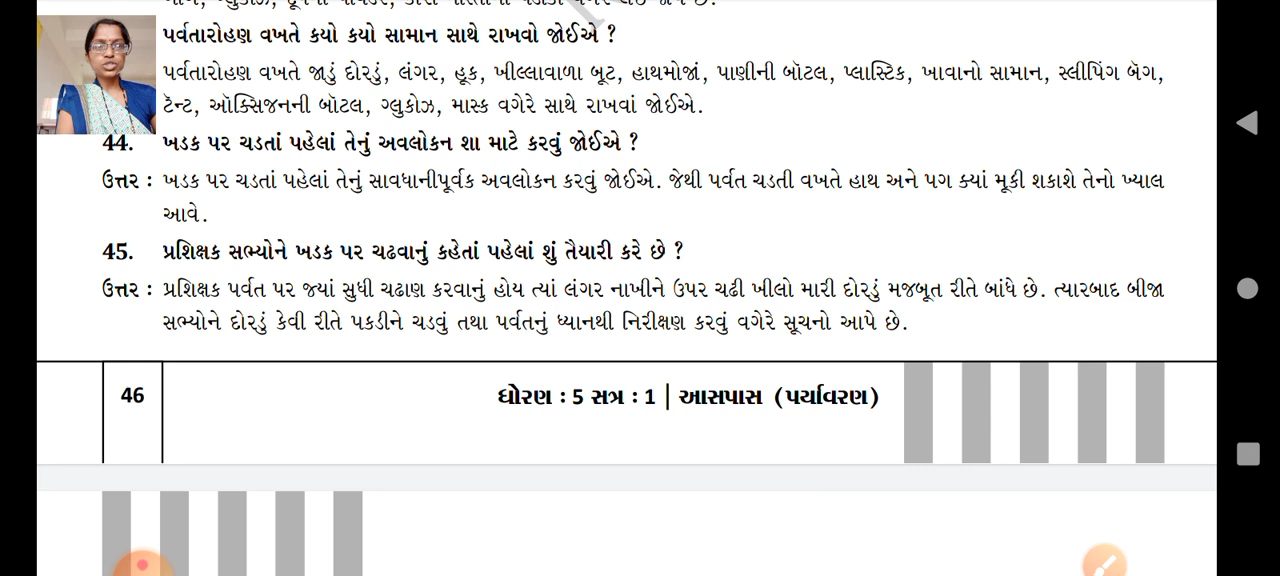 પર્વતારોહણ વખતે કયો કયો સામાન સાથે રાખવો જોઈએ ?
પર્વતારોહણ વખતે જાડું દોરડું, લંગર, હૂક, ખીલ્લાવાળા બૂટ, હાથમોજાં, પાણીની બૉટલ, પ્લાસ્ટિક, ખાવાનો સામાન, સ્લીપિંગ બૅગ,
ટૅન્ટ, ઑક્સિજનની બૉટલ, ગ્લુકોઝ, માસ્ક વગેરે સાથે રાખવાં જોઈએ.
44. ખડક પર ચડતાં પહેલાં તેનું અવલોકન શા માટે કરવું જોઈએ ?
ઉત્તર : ખડક પર ચડતાં પહેલાં તેનું સાવધાનીપૂર્વક અવલોકન કરવું જોઈએ. જેથી પર્વત ચડતી વખતે હાથ અને પગ ક્યાં મૂકી શકાશે તેનો ખ્યાલ
આવે.
45. પ્રશિક્ષક સભ્યોને ખડક પર ચઢવાનું કહેતાં પહેલાં શું તૈયારી કરે છે ?
ઉત્તર : પ્રશિક્ષક પર્વત પર જ્યાં સુધી ચઢાણ કરવાનું હોય ત્યાં લંગર નાખીને ઉપર ચઢી ખીલો મારી દોરડું મજબૂત રીતે બાંધે છે. ત્યારબાદ બીજા
સભ્યોને દોરડું કેવી રીતે પકડીને ચડવું તથા પર્વતનું ધ્યાનથી નિરીક્ષણ કરવું વગેરે સૂચનો આપે છે.
46
ધોરણ : 5 સત્ર : 1 | આસપાસ (પર્યાવરણ)